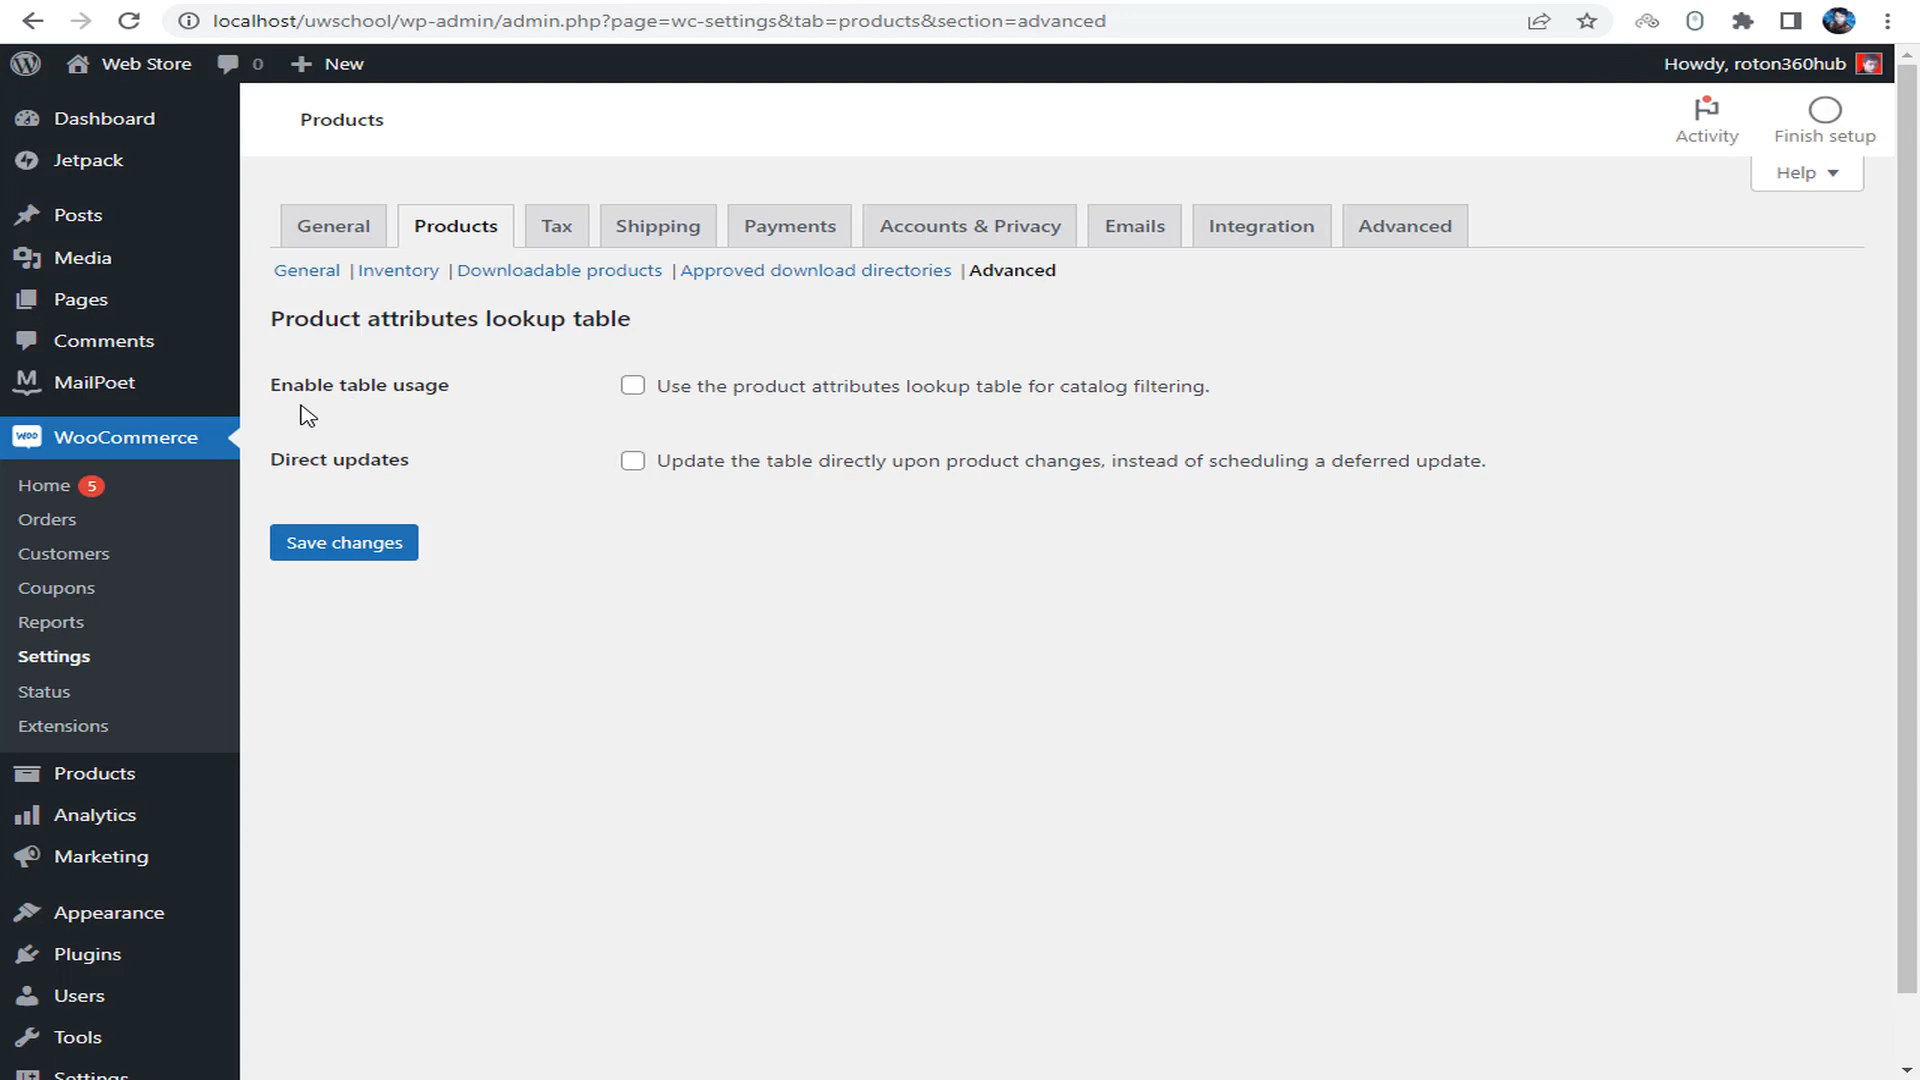 localhost/uwschool/wp-admin/admin.php?page=wc-settings&tab=products&section=advanced
Web Store 0 New Howdy, roton360hub
Dashboard
Jetpack
Posts
Media
Pages
Comments
MailPoet
WooCommerce
Home 5
Orders
Customers
Coupons
Reports
Settings
Status
Extensions
Products
Analytics
Marketing
Appearance
Plugins
Users
Tools
Settings
Products
Activity Finish setup
Help
General Products Tax Shipping Payments Accounts & Privacy Emails Integration Advanced
General | Inventory | Downloadable products | Approved download directories | Advanced
Product attributes lookup table
Enable table usage Use the product attributes lookup table for catalog filtering.
Direct updates Update the table directly upon product changes, instead of scheduling a deferred update.
Save changes